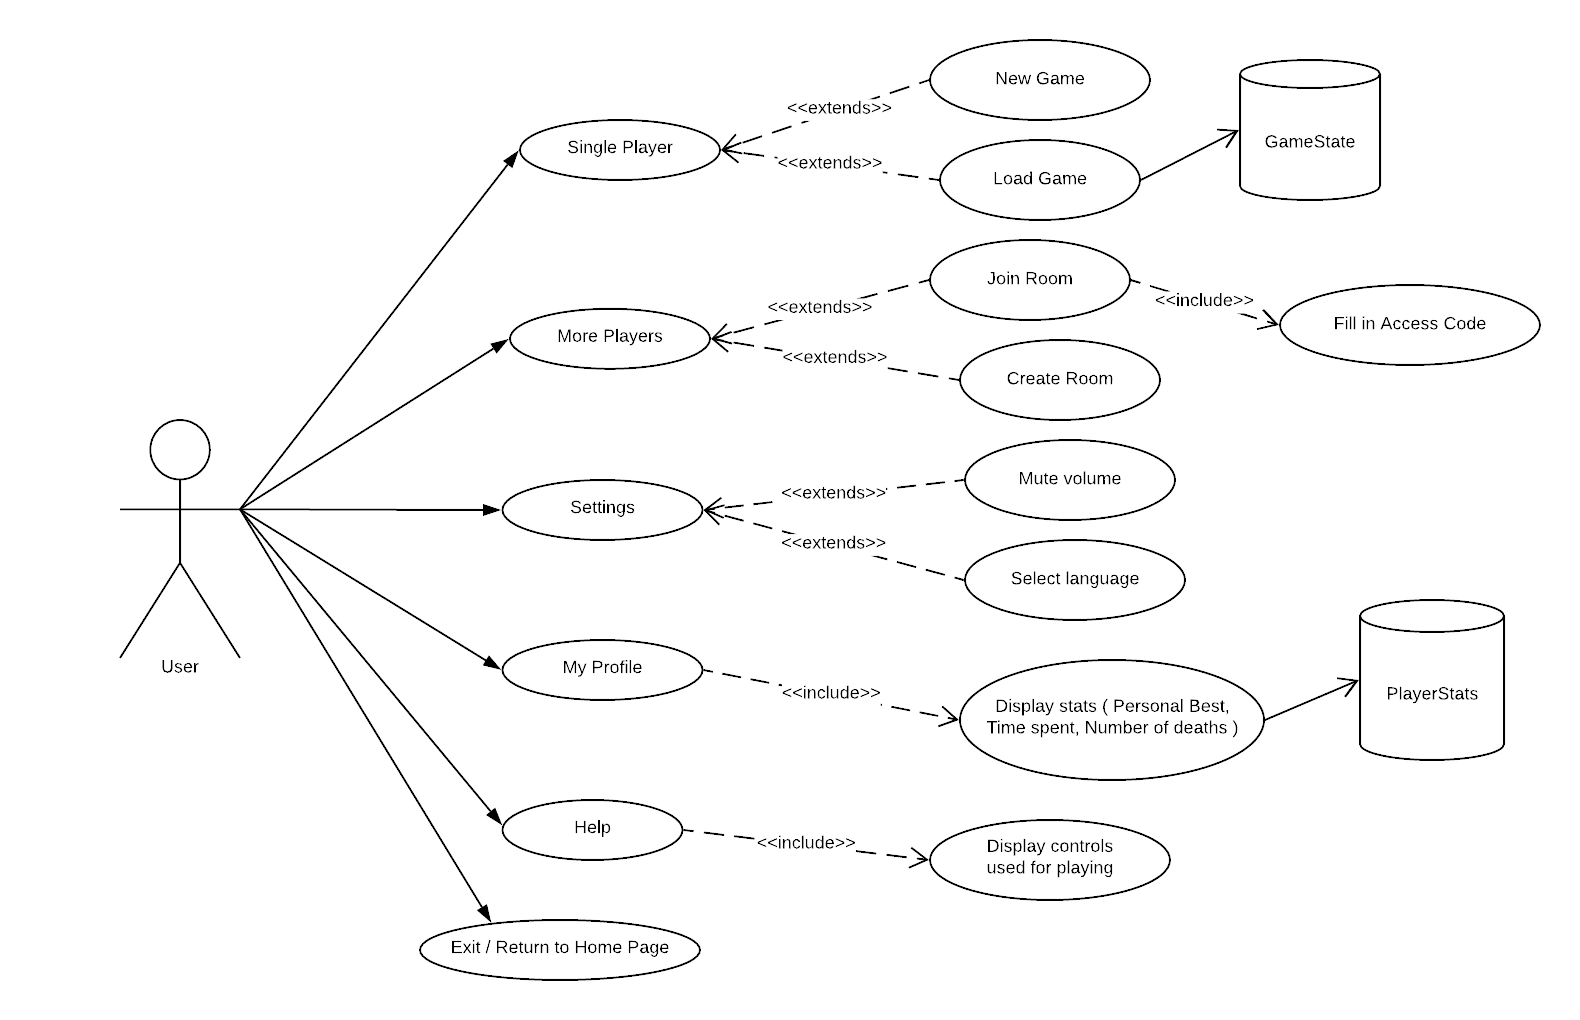 New Game
<<extends>>
GameState
Single Player
<<extends>>
Load Game
Join Room
<<include>>
<<extends>>
Fill in Access Code
More Players
<<extends>>
Create Room
Mute volume
<<extends>>
Settings
<<extends>>
Select language
User
My Profile
<<include>>
PlayerStats
Display stats ( Personal Best,
Time spent, Number of deaths )
Help
<<include>>
Display controls
used for playing
Exit / Return to Home Page